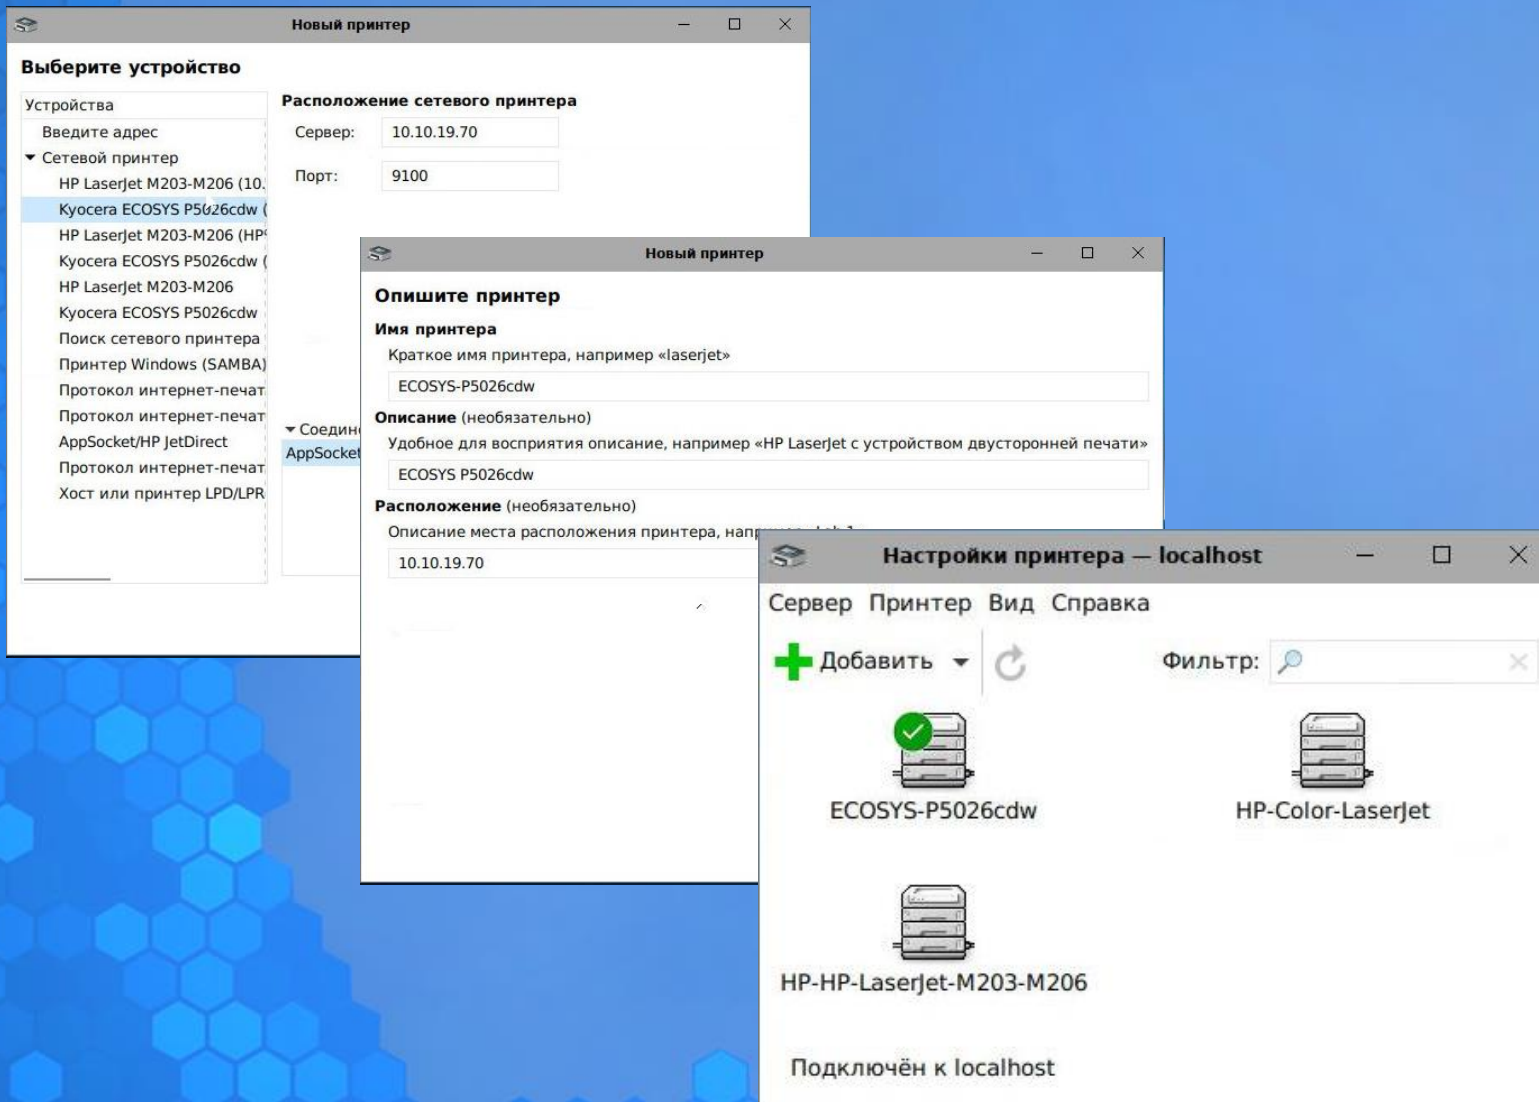 Новый принтер
Выберите устройство
Устройства
Введите адрес
Сетевой принтер
HP LaserJet M203-M206 (10.
Kyocera ECOSYS P5026cdw (
HP LaserJet M203-M206 (HP
Kyocera ECOSYS P5026cdw (
HP LaserJet M203-M206
Kyocera ECOSYS P5026cdw
Поиск сетевого принтера
Принтер Windows (SAMBA)
Протокол интернет-печат
Протокол интернет-печат
AppSocket/HP JetDirect
Протокол интернет-печат
Хост или принтер LPD/LPR
Расположение сетевого принтера
Сервер: 10.10.19.70
Порт: 9100
Соедин
AppSocket
Новый принтер
Опишите принтер
Имя принтера
Краткое имя принтера, например «laserjet»
ECOSYS-P5026cdw
Описание (необязательно)
Удобное для восприятия описание, например «HP LaserJet с устройством двусторонней печати»
ECOSYS P5026cdw
Расположение (необязательно)
Описание места расположения принтера,
10.10.19.70
Настройки принтера — localhost
Сервер Принтер Вид Справка
Добавить Фильтр:
ECOSYS-P5026cdw
HP-Color-LaserJet
HP-HP-LaserJet-M203-M206
Подключён к localhost